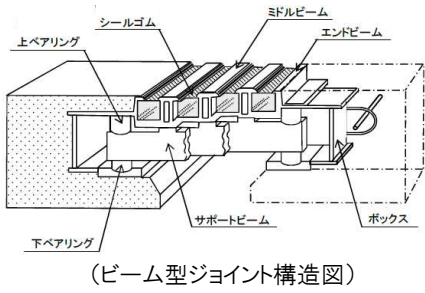 ミドルビーム
シールゴム
エンドビーム
上ベアリング
サポートビーム
ボックス
下ベアリング
（ビーム型ジョイント構造図）